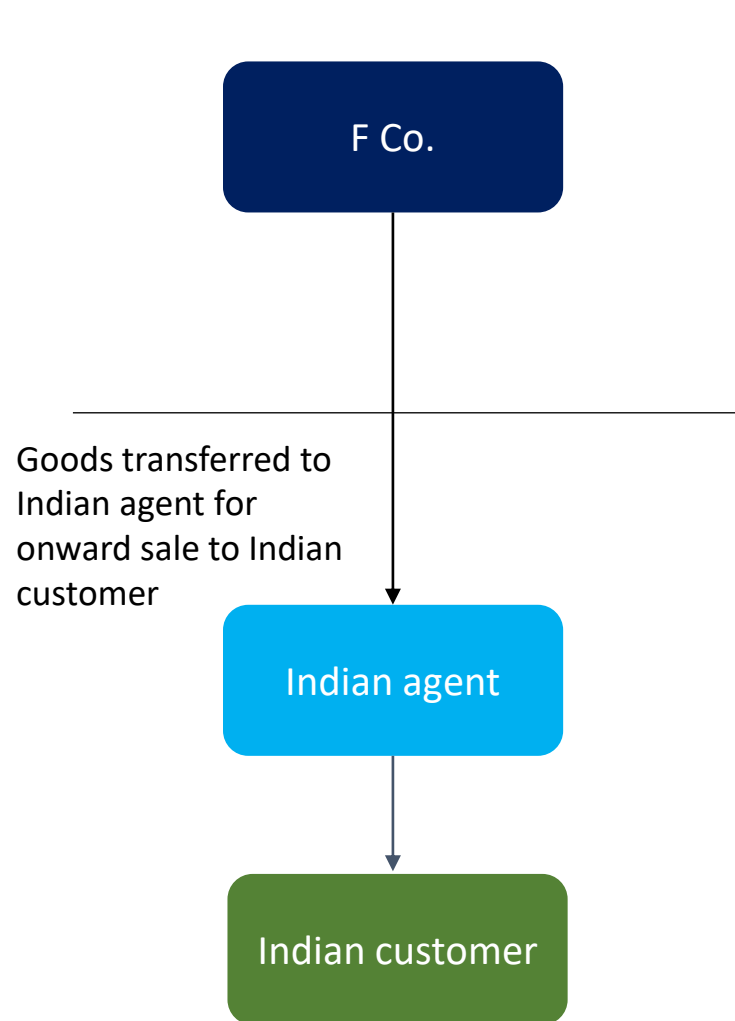 F Co.
Goods transferred to
Indian agent for
onward sale to Indian
customer
Indian agent
Indian customer